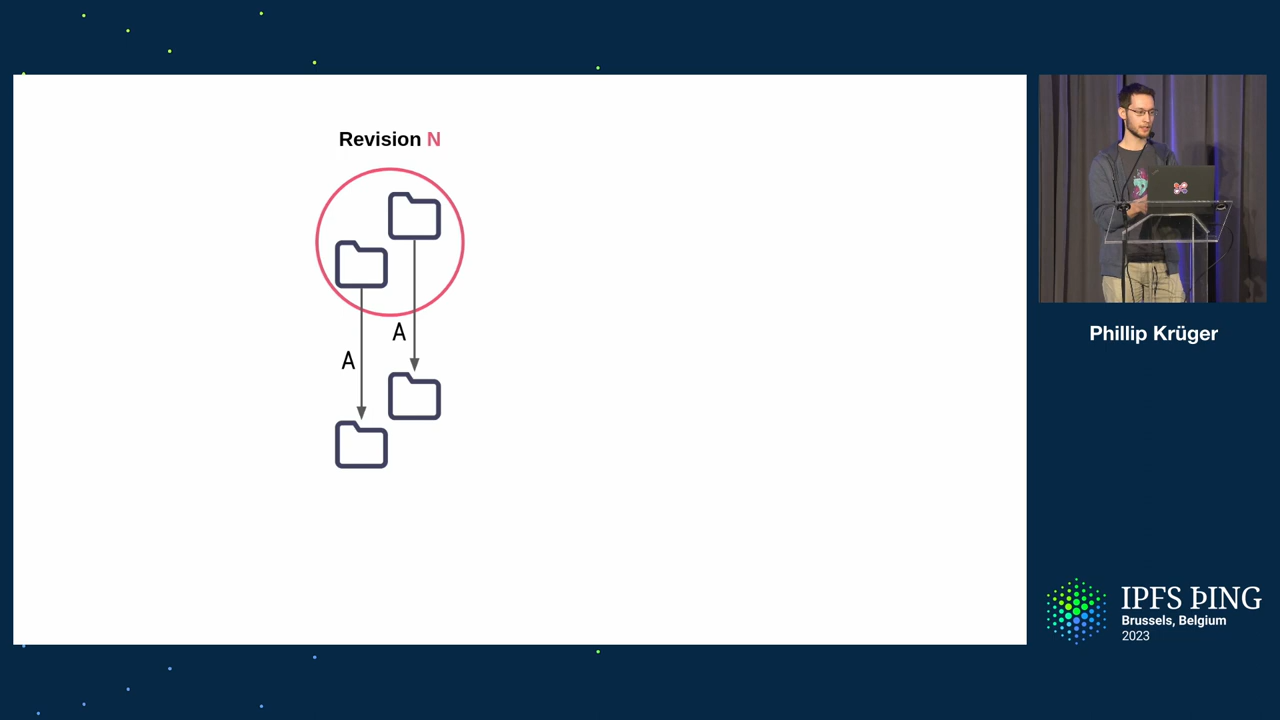 Revision N
A
A
Phillip Krüger
IPFS ÞING
Brussels, Belgium
2023